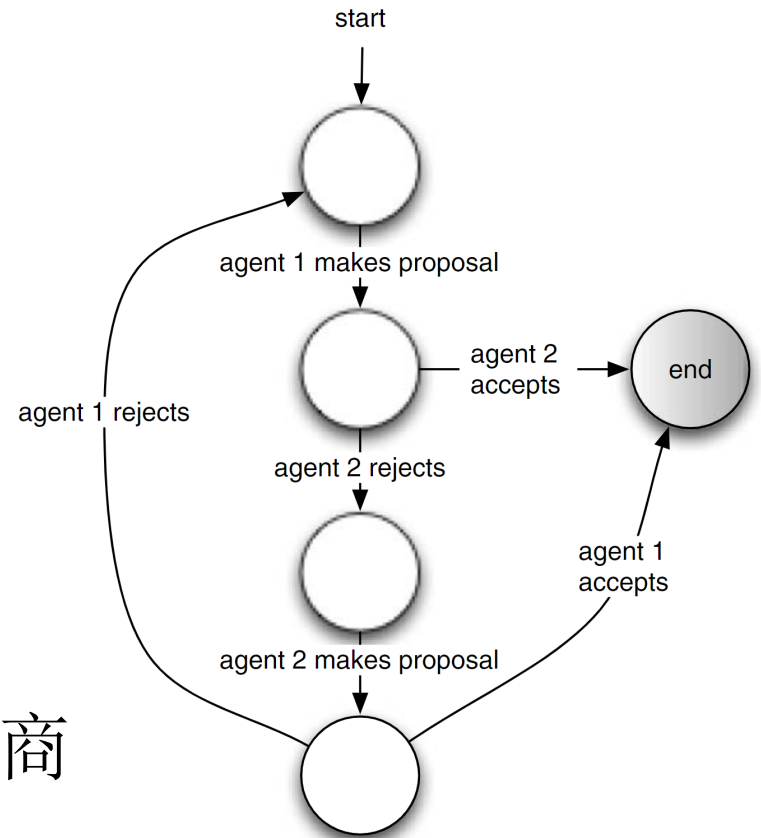 start
agent 1 makes proposal
agent 2
accepts
end
agent 1 rejects
agent 2 rejects
agent 1
accepts
agent 2 makes proposal
商